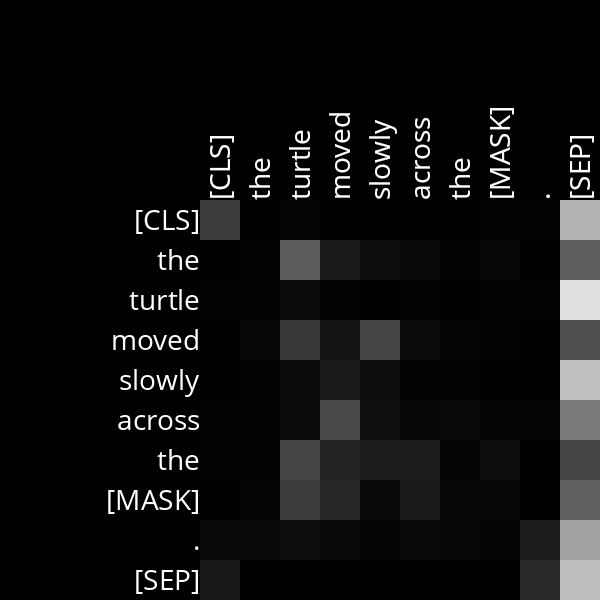 [CLS] the turtle moved slowly across the [MASK] . [SEP]
[CLS]
the
turtle
moved
slowly
across
the
[MASK]
.
[SEP]